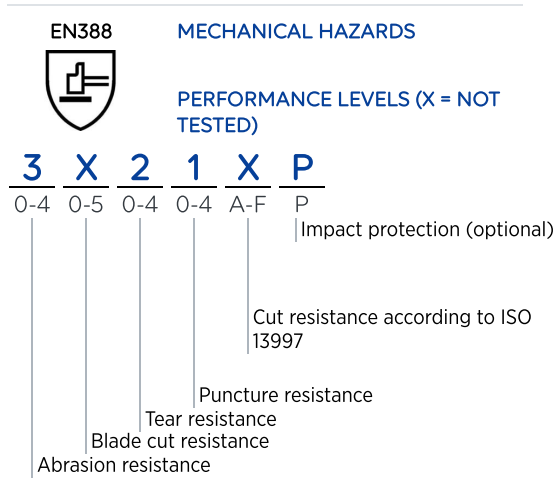 EN388
MECHANICAL HAZARDS
PERFORMANCE LEVELS (X = NOT
TESTED)
3 X 2 1 X P
0-4 0-5 0-4 0-4 A-F P
Impact protection (optional)
Cut resistance according to ISO
13997
Puncture resistance
Tear resistance
Blade cut resistance
Abrasion resistance